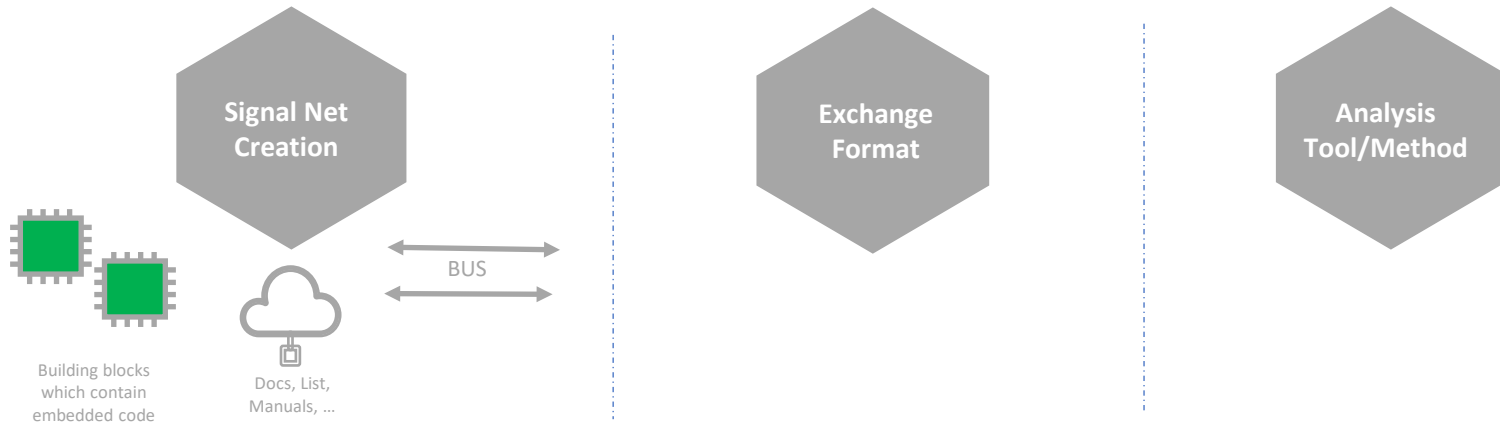 Signal Net
Creation
Exchange
Format
Analysis
Tool/Method
BUS
Building blocks
which contain
embedded code
Docs, List,
Manuals, ...